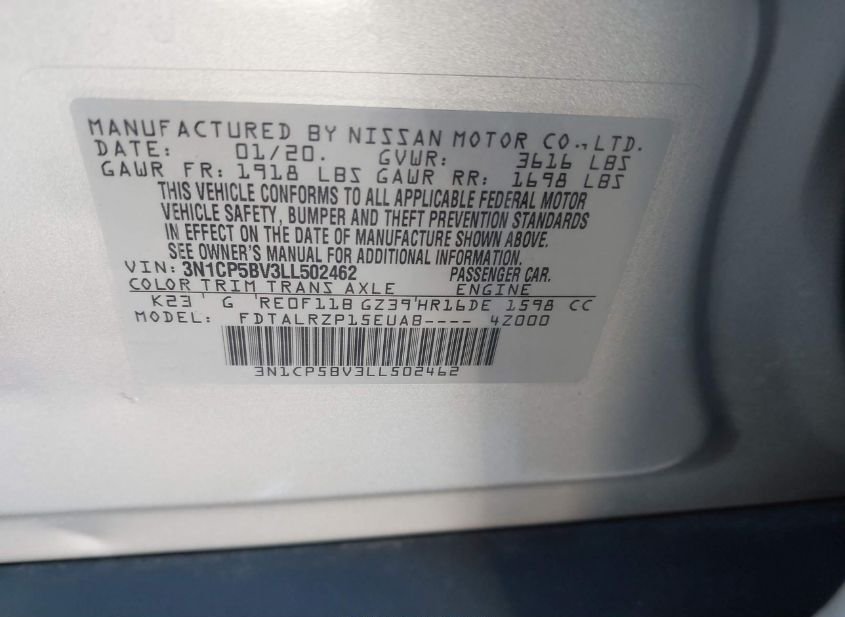 MANUFACTURED BY NISSAN MOTOR CO., LTD.
DATE: 01/20. GVWR: 3616 LBS
GAWR FR: 1918 LBS GAWR RR: 1698 LBS
THIS VEHICLE CONFORMS TO ALL APPLICABLE FEDERAL MOTOR
VEHICLE SAFETY, BUMPER AND THEFT PREVENTION STANDARDS
IN EFFECT ON THE DATE OF MANUFACTURE SHOWN ABOVE.
SEE OWNER'S MANUAL FOR ADDITIONAL INFORMATION.
VIN: 3N1CP5BV3LL502462 PASSENGER CAR.
COLOR TRIM TRANS AXLE ENGINE
K23 G RE0F11B GZ39 HR16DE 1598 CC
MODEL: FDTALRZP15EUAB---- 4Z000
3N1CP5BV3LL502462